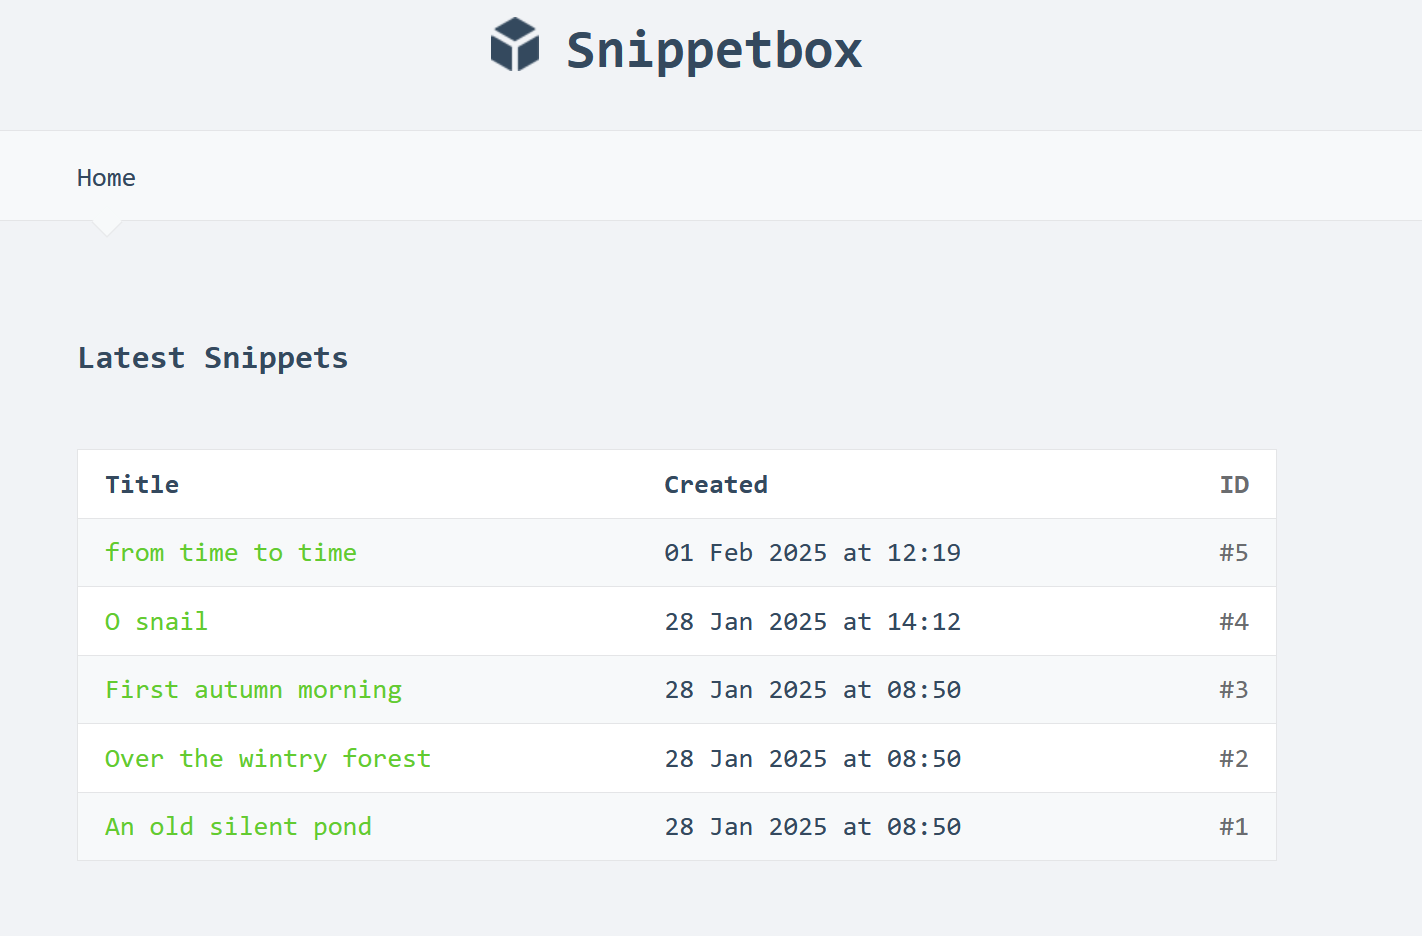 Snippetbox
Home
Latest Snippets
Title Created ID
from time to time 01 Feb 2025 at 12:19 #5
O snail 28 Jan 2025 at 14:12 #4
First autumn morning 28 Jan 2025 at 08:50 #3
Over the wintry forest 28 Jan 2025 at 08:50 #2
An old silent pond 28 Jan 2025 at 08:50 #1